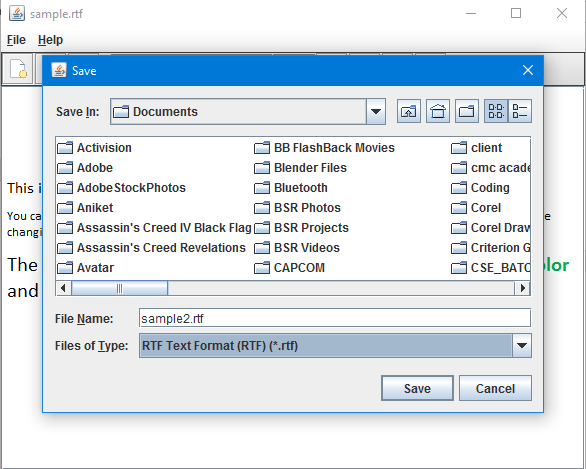 sample.rtf
File Help
Save
Save In: Documents
Activision BB FlashBack Movies client
Adobe Blender Files cmc acade
AdobeStockPhotos Bluetooth Coding
Aniket BSR Photos Corel
Assassin's Creed IV Black Flag BSR Projects Corel Draw
Assassin's Creed Revelations BSR Videos Criterion G
Avatar CAPCOM CSE_BATC
This i
You ca
changi
The olor
and
File Name: sample2.rtf
Files of Type: RTF Text Format (RTF) (*.rtf)
Save Cancel